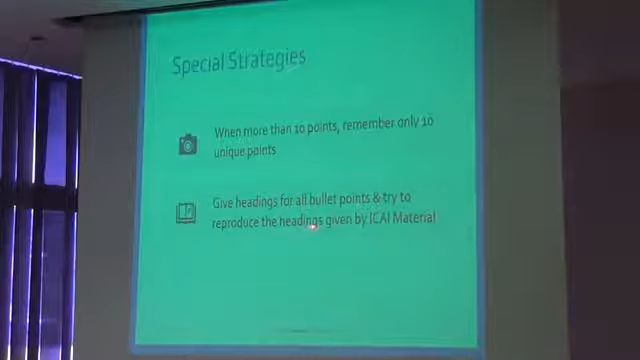 Special Strategies
When more than 10 points, remember only 10
unique points
Give headings for all bullet points & try to
reproduce the headings given by ICAI Material